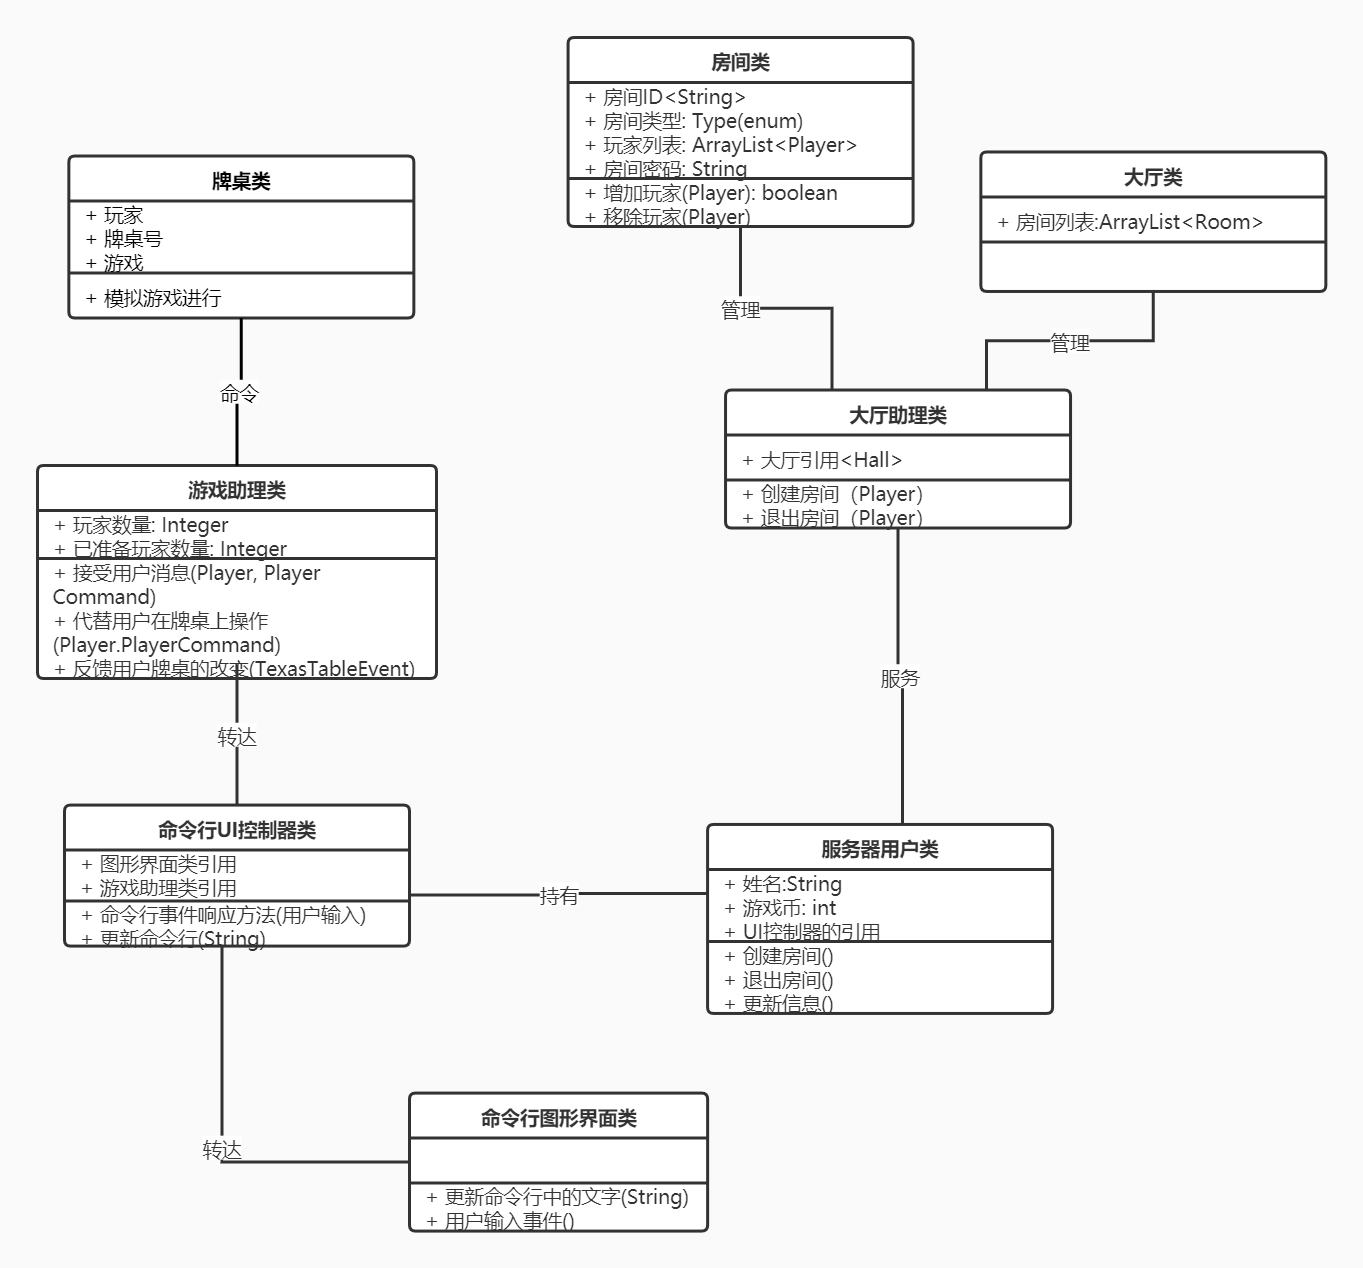 房间类
+ 房间ID<String>
+ 房间类型: Type(enum)
+ 玩家列表: ArrayList<Player>
+ 房间密码: String
+ 增加玩家(Player): boolean
+ 移除玩家(Player)
大厅类
+ 房间列表:ArrayList<Room>
牌桌类
+ 玩家
+ 牌桌号
+ 游戏
+ 模拟游戏进行
管理
管理
命令
大厅助理类
+ 大厅引用<Hall>
+ 创建房间（Player）
+ 退出房间（Player）
游戏助理类
+ 玩家数量: Integer
+ 已准备玩家数量: Integer
+ 接受用户消息(Player, Player
Command)
+ 代替用户在牌桌上操作
(Player.PlayerCommand)
+ 反馈用户牌桌的改变(TexasTableEvent)
服务
转达
命令行UI控制器类
+ 图形界面类引用
+ 游戏助理类引用
+ 命令行事件响应方法(用户输入)
+ 更新命令行(String)
持有
服务器用户类
+ 姓名:String
+ 游戏币: int
+ UI控制器的引用
+ 创建房间()
+ 退出房间()
+ 更新信息()
转达
命令行图形界面类
+ 更新命令行中的文字(String)
+ 用户输入事件()